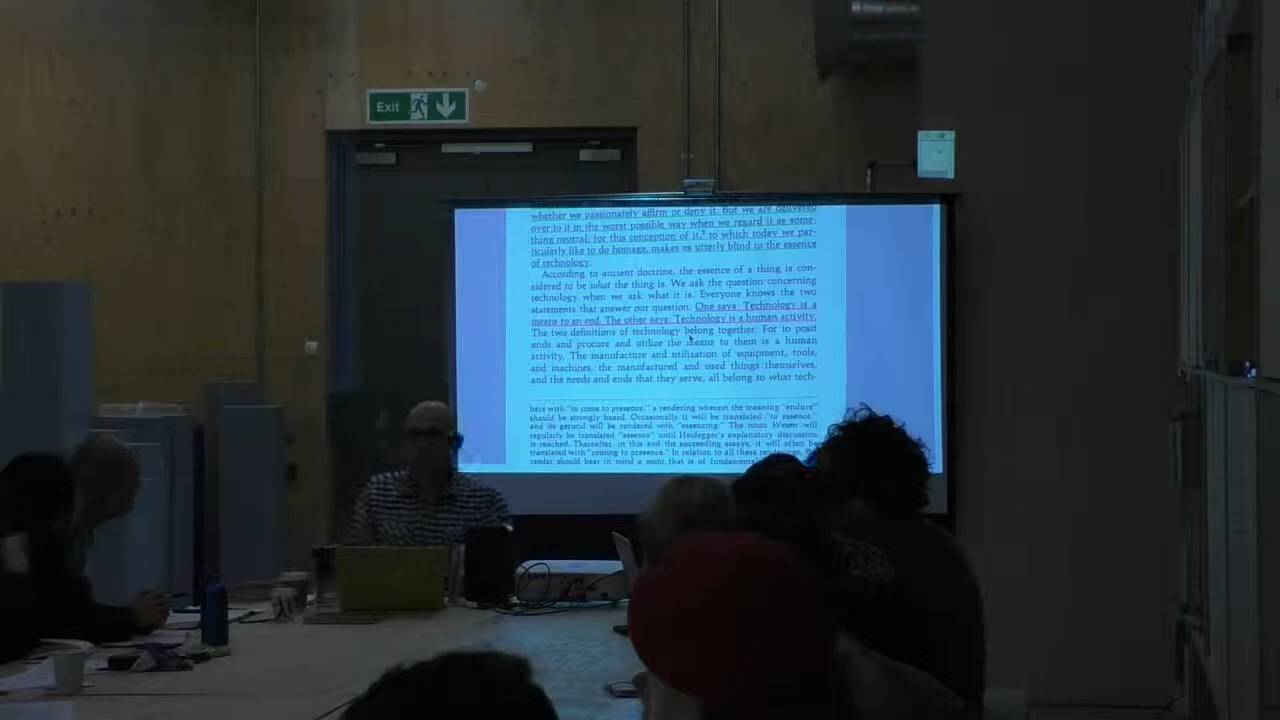 Exit
whether we passionately affirm or deny it. But we are delivered
over to it in the worst possible way when we regard it as some-
thing neutral; for this conception of it, to which today we par-
ticularly like to do homage, makes us utterly blind to the essence
of technology.
According to ancient doctrine, the essence of a thing is con-
sidered to be what the thing is. We ask the question concerning
technology when we ask what it is. Everyone knows the two
statements that answer our question. One says: Technology is a
means to an end. The other says: Technology is a human activity.
The two definitions of technology belong together. For to posit
ends and procure and utilize the means to them is a human
activity. The manufacture and utilization of equipment, tools,
and machines, the manufactured and used things themselves,
and the needs and ends that they serve, all belong to what tech-
here with "to come to presence," a rendering wherein the meaning "endure"
should be strongly heard. Occasionally it will be translated "to essence,"
and its gerund will be rendered with "essencing." The noun Wesen will
regularly be translated "essence" until Heidegger's explanatory discussion
is reached. Thereafter, in this and the succeeding essays, it will often be
translated with "coming to presence." In relation to all these renderings,
reader should bear in mind a point that is of